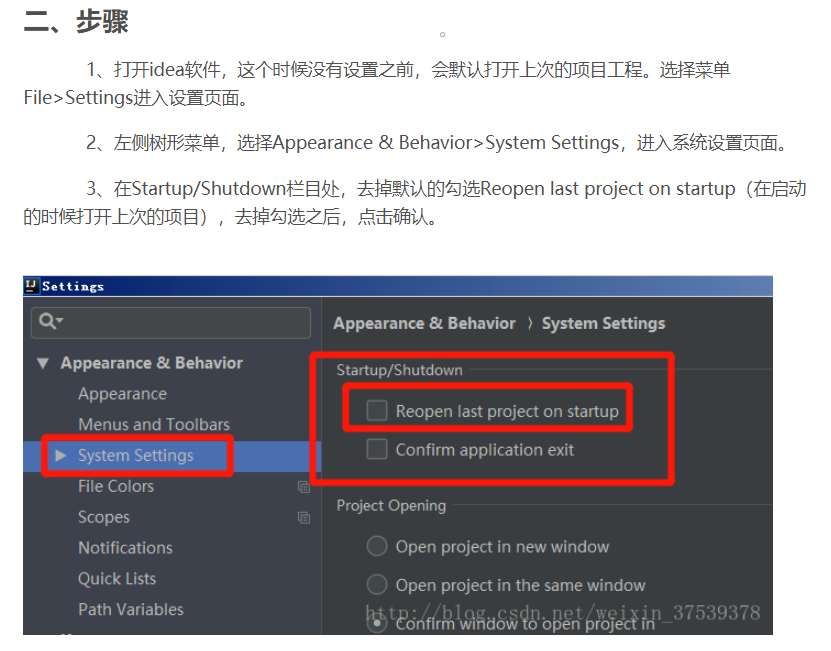 二、步骤
。
1、打开idea软件，这个时候没有设置之前，会默认打开上次的项目工程。选择菜单
File>Settings进入设置页面。
2、左侧树形菜单，选择Appearance & Behavior>System Settings，进入系统设置页面。
3、在Startup/Shutdown栏目处，去掉默认的勾选Reopen last project on startup（在启动
的时候打开上次的项目），去掉勾选之后，点击确认。
Settings
Appearance & Behavior
Appearance
Menus and Toolbars
System Settings
File Colors
Scopes
Notifications
Quick Lists
Path Variables
Appearance & Behavior 〉 System Settings
Startup/Shutdown
Reopen last project on startup
Confirm application exit
Project Opening
Open project in new window
Open project in the same window
Confirm window to open project in
http://blog.csdn.net/weixin_37539378